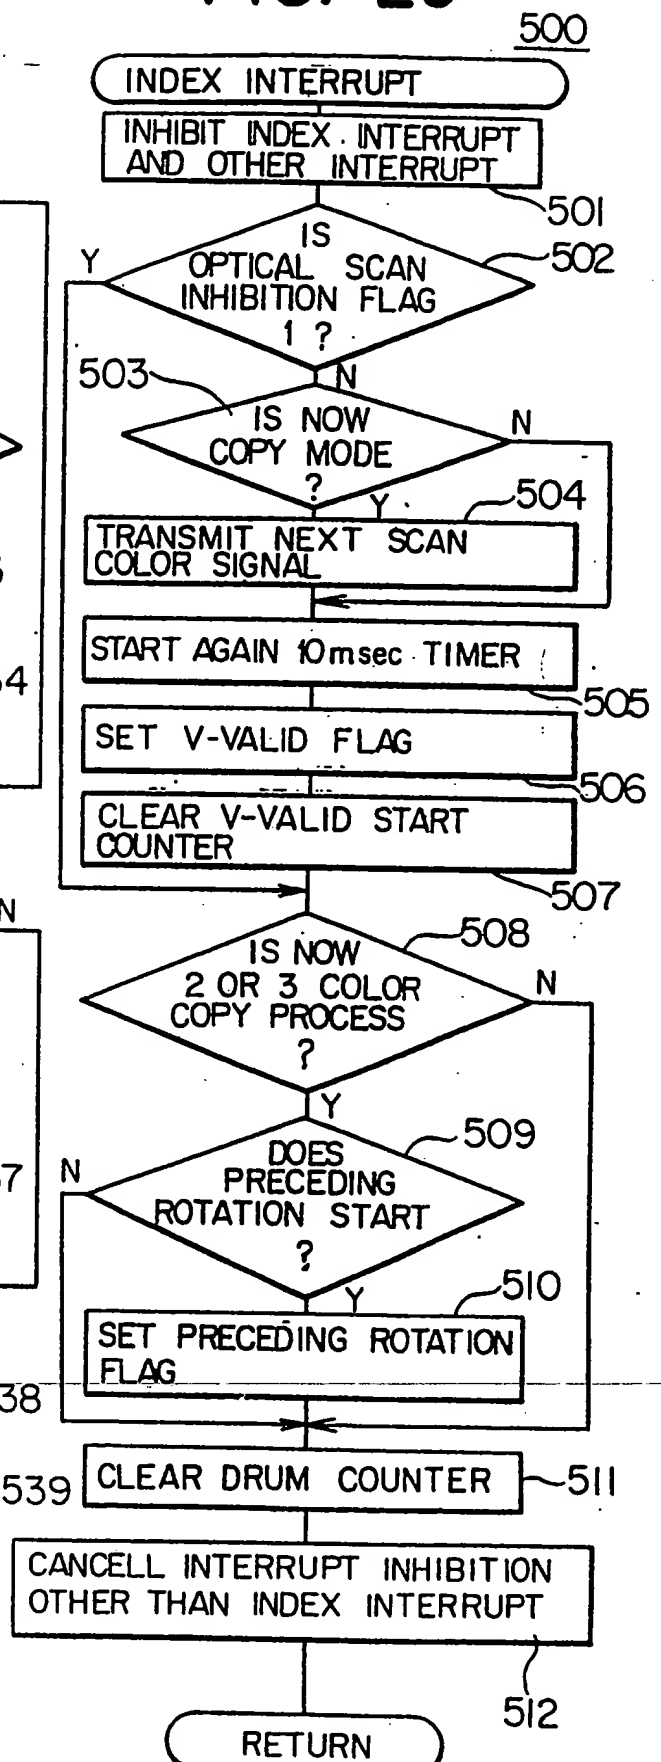 500
INDEX INTERRUPT
INHIBIT INDEX INTERRUPT
AND OTHER INTERRUPT
501
IS
OPTICAL SCAN
INHIBITION FLAG
1 ?
502
Y
N
503
IS NOW
COPY MODE
?
N
Y
504
TRANSMIT NEXT SCAN
COLOR SIGNAL
START AGAIN 10msec TIMER
505
SET V-VALID FLAG
506
CLEAR V-VALID START
COUNTER
507
N
508
IS NOW
2 OR 3 COLOR
COPY PROCESS
?
N
Y
509
DOES
PRECEDING
ROTATION START
?
N
Y
510
SET PRECEDING ROTATION
FLAG
38
539
CLEAR DRUM COUNTER
511
CANCELL INTERRUPT INHIBITION
OTHER THAN INDEX INTERRUPT
512
RETURN